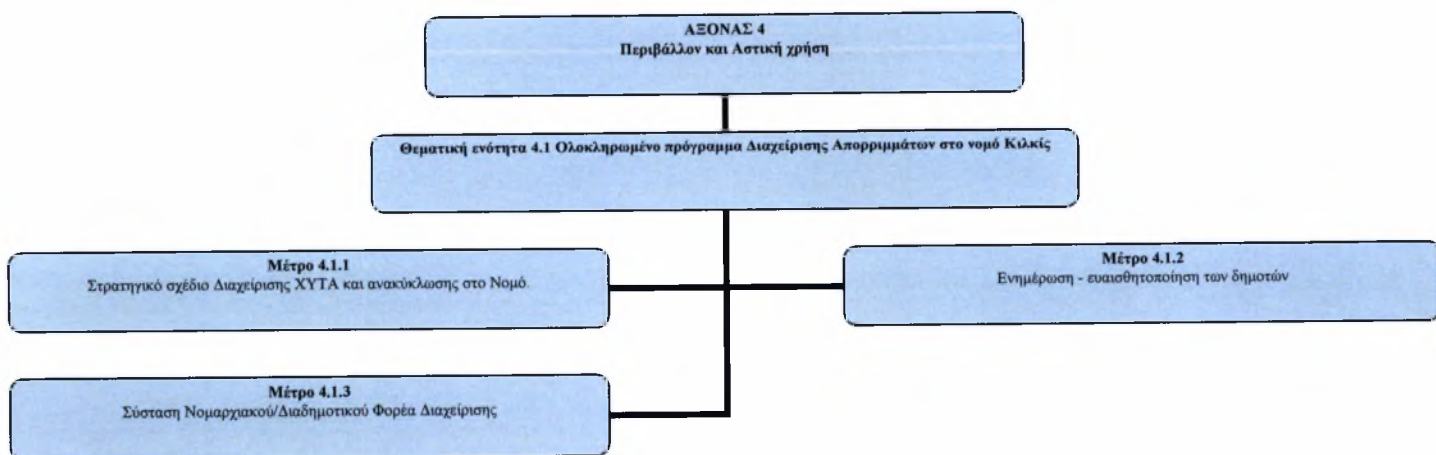 ΑΞΟΝΑΣ 4
Περιβάλλον και Αστική χρήση
Θεματική ενότητα 4.1 Ολοκληρωμένο πρόγραμμα Διαχείρισης Απορριμμάτων στο νομό Κιλκίς
Μέτρο 4.1.1
Στρατηγικό σχέδιο Διαχείρισης ΧΥΤΑ και ανακύκλωσης στο Νομό.
Μέτρο 4.1.2
Ενημέρωση - ευαισθητοποίηση των δημοτών
Μέτρο 4.1.3
Σύσταση Νομαρχιακού/Διαδημοτικού Φορέα Διαχείρισης